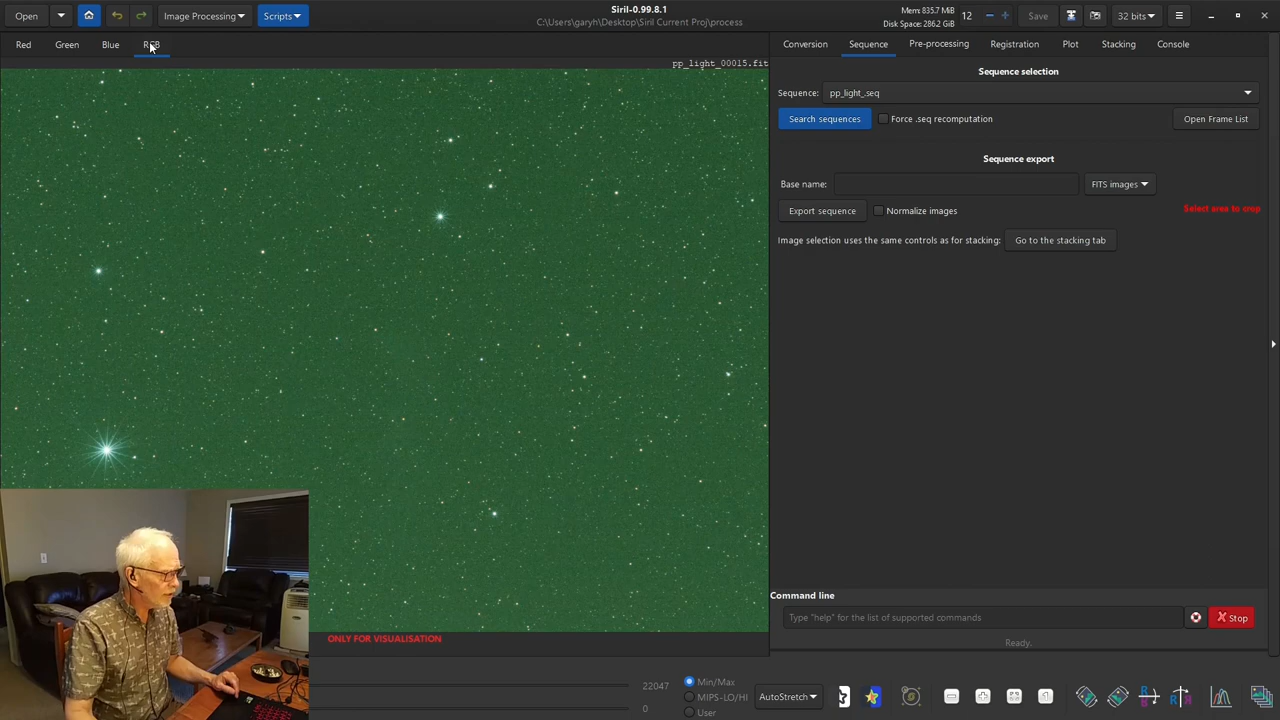 Open
Image Processing
Scripts
Siril-0.99.8.1
C:\Users\garyh\Desktop\Siril Current Proj\process
Mem: 835.7 MiB
Disk Space: 286.2 GiB
12
Save
32 bits
Red
Green
Blue
RGB
Conversion
Sequence
Pre-processing
Registration
Plot
Stacking
Console
pp_light_00015.fit
Sequence selection
Sequence:
pp_light_seq
Search sequences
Force .seq recomputation
Open Frame List
Sequence export
Base name:
FITS images
Export sequence
Normalize images
Select area to crop
Image selection uses the same controls as for stacking:
Go to the stacking tab
Command line
Type "help" for the list of supported commands
Stop
Ready.
ONLY FOR VISUALISATION
22047
0
Min/Max
MIPS-LO/HI
User
AutoStretch
1